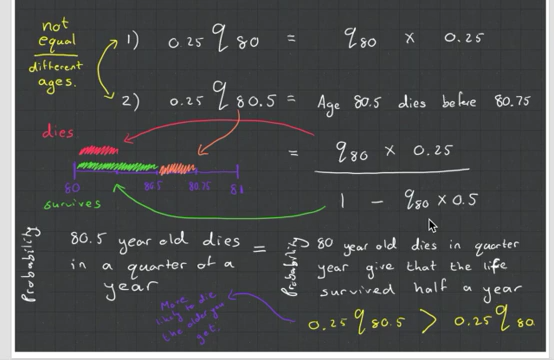 not equal
different ages.
1) 0.25 q 80 = q80 × 0.25
2) 0.25 q 80.5 = Age 80.5 dies before 80.75
dies
= q80 × 0.25
1 - q80 × 0.5
80 80.5 80.75 81
survives
Probability
80.5 year old dies
in a quarter of a
year
=
Probability
80 year old dies in quarter
year give that the life
survived half a year
More likely to die the older you get.
0.25 q 80.5 > 0.25 q 80